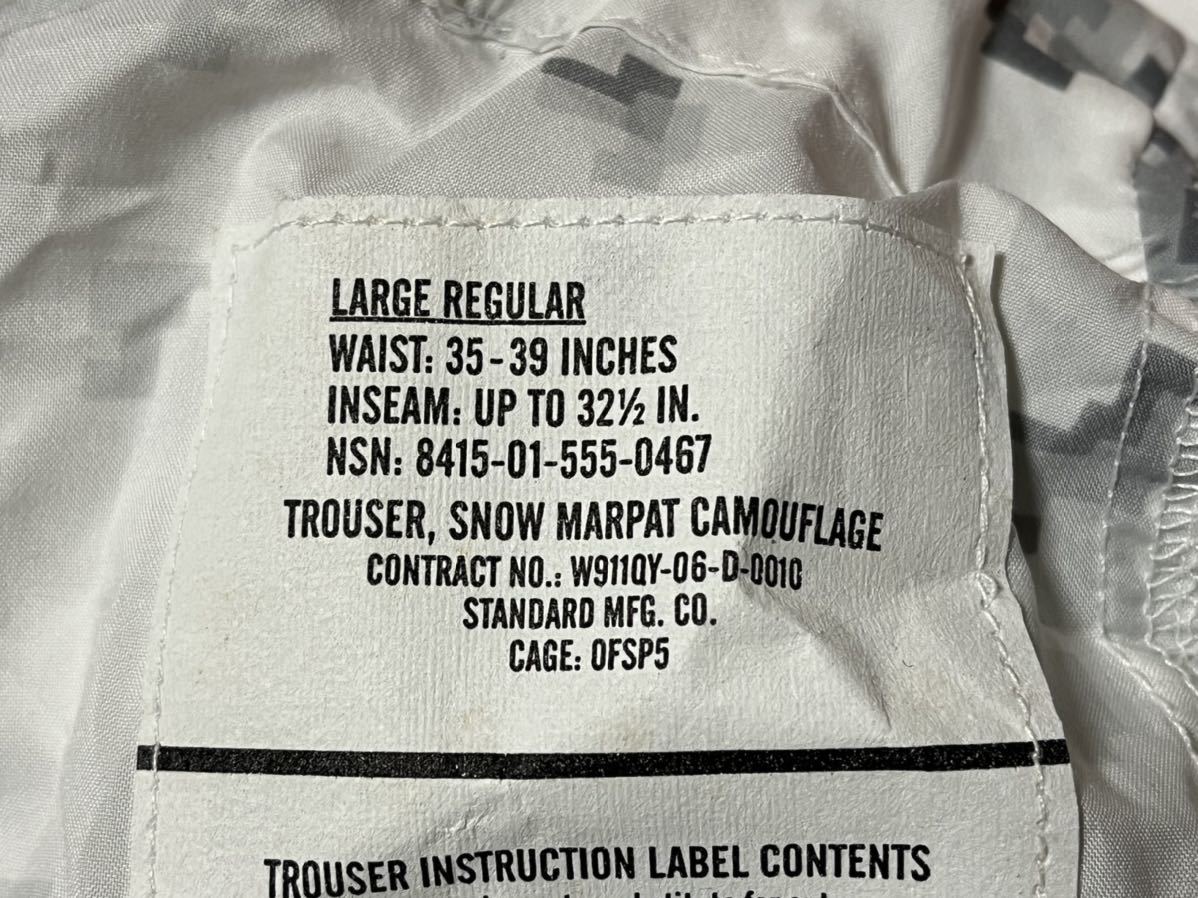 LARGE REGULAR
WAIST: 35-39 INCHES
INSEAM: UP TO 32½ IN.
NSN: 8415-01-555-0467
TROUSER, SNOW MARPAT CAMOUFLAGE
CONTRACT NO.: W911QY-06-D-0010
STANDARD MFG. CO.
CAGE: 0FSP5
TROUSER INSTRUCTION LABEL CONTENTS